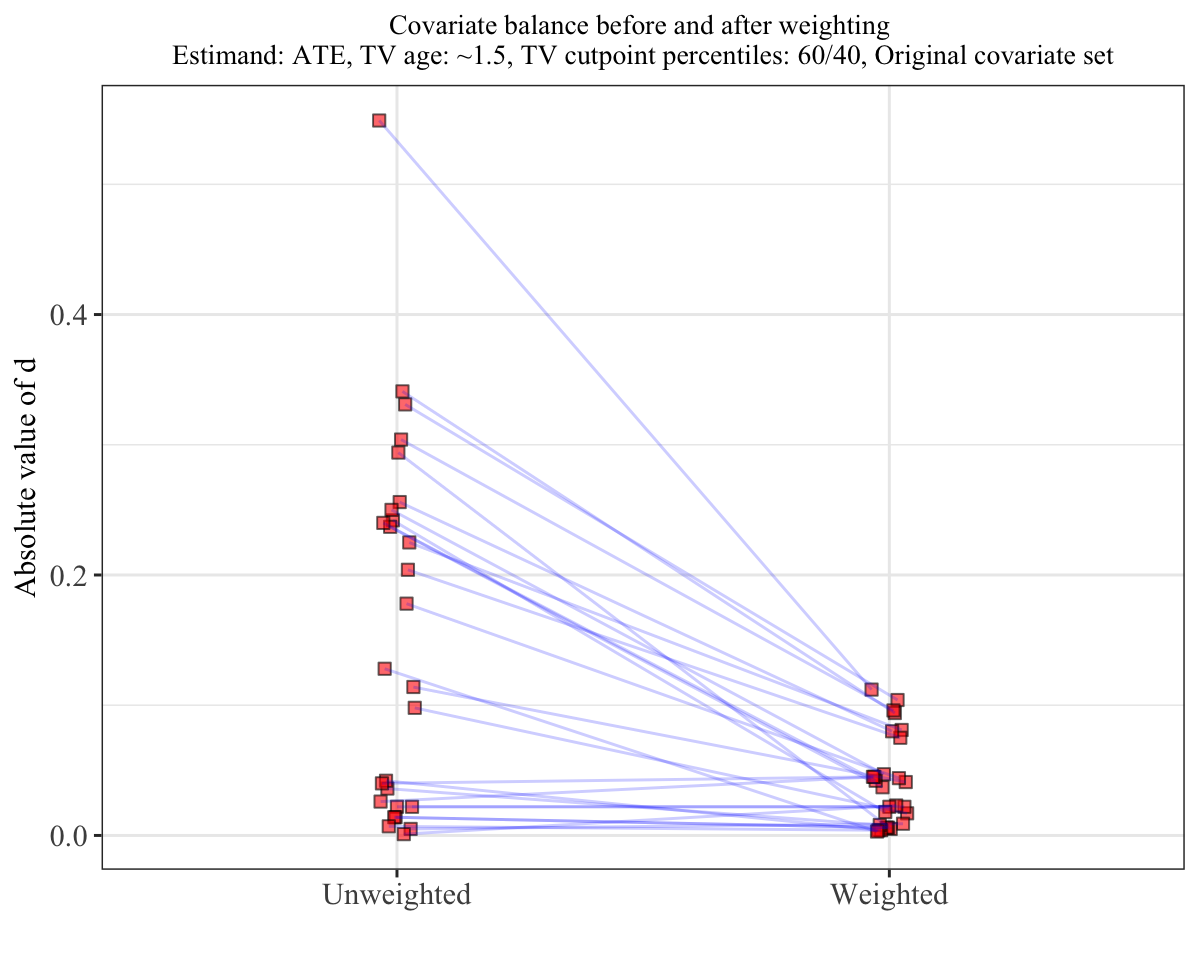 Covariate balance before and after weighting
Estimand: ATE, TV age: ~1.5, TV cutpoint percentiles: 60/40, Original covariate set
Absolute value of d
0.4
0.2
0.0
Unweighted
Weighted